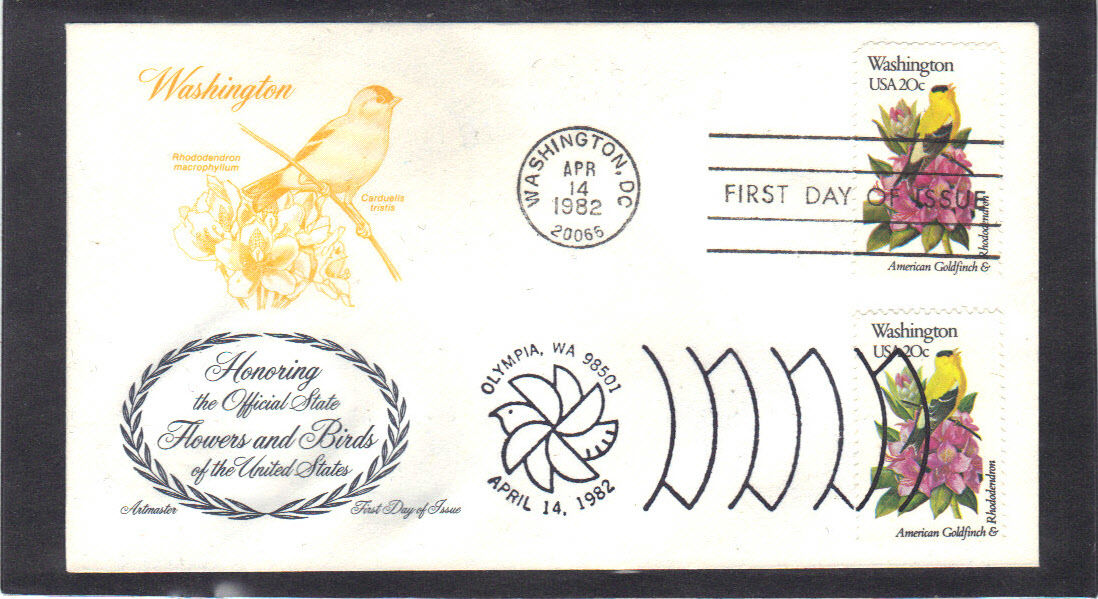 Washington
Rhododendron
macrophyllum
Carduelis
tristis
Honoring
the Official State
Flowers and Birds
of the United States
Artmaster
First Day of Issue
WASHINGTON, DC
APR
14
1982
20066
FIRST DAY OF ISSUE
Washington
USA 20c
American Goldfinch &
Rhododendron
OLYMPIA, WA 98501
APRIL 14, 1982
Washington
USA 20c
American Goldfinch &
Rhododendron